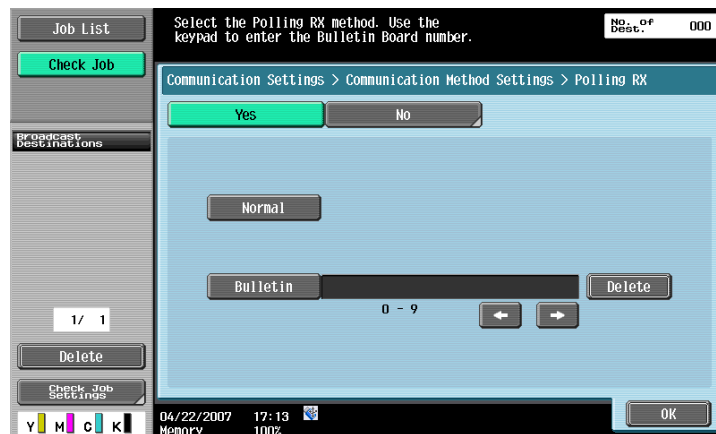 Job List
Check Job
Select the Polling RX method. Use the
keypad to enter the Bulletin Board number.
No. of
Dest.
000
Communication Settings > Communication Method Settings > Polling RX
Yes
No
Broadcast
Destinations
Normal
Bulletin
Delete
0 - 9
1/ 1
Delete
Check Job
Settings
Y M C K
04/22/2007 17:13
Memory 100%
OK